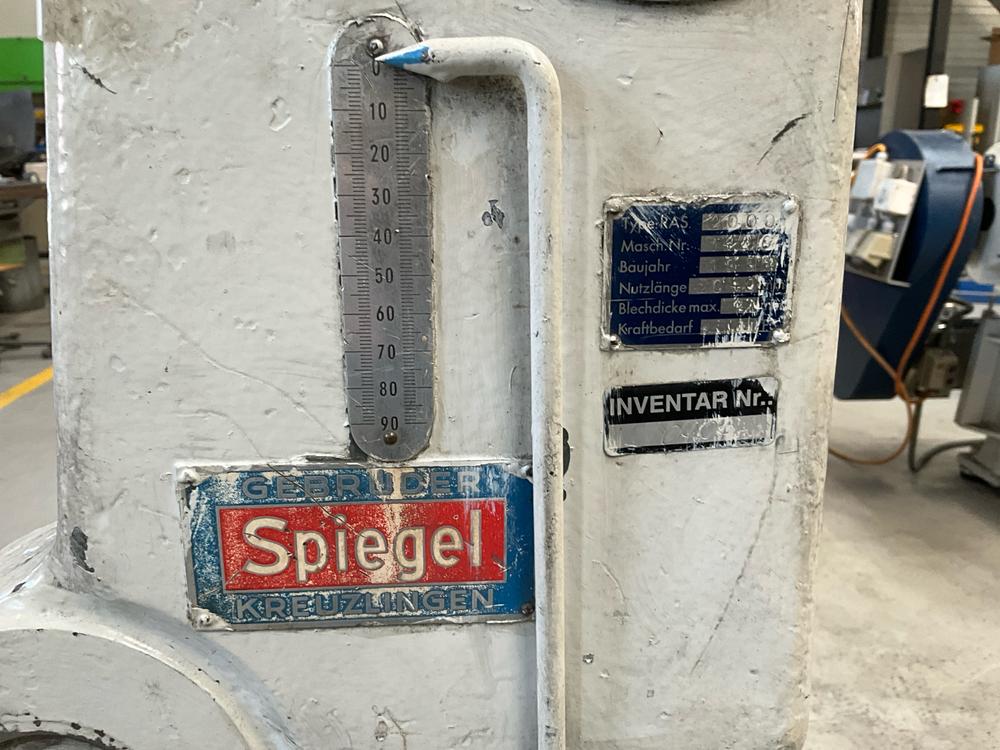 0
10
20
30
40
50
60
70
80
90
GEBRÜDER
Spiegel
KREUZLINGEN
Type RAS
Masch. Nr.
Baujahr
Nutzlänge
Blechdicke max.
Kraftbedarf
INVENTAR Nr.: